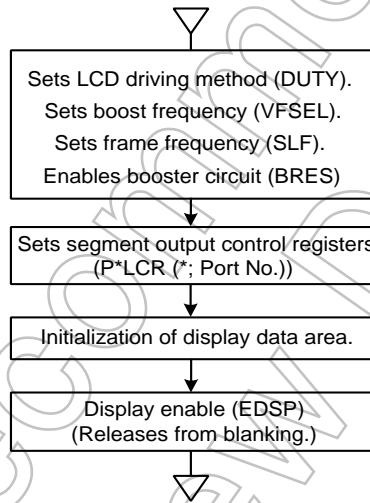 Sets LCD driving method (DUTY).
Sets boost frequency (VFSEL).
Sets frame frequency (SLF).
Enables booster circuit (BRES)
Sets segment output control registers
(P*LCR (*; Port No.))
Initialization of display data area.
Display enable (EDSP)
(Releases from blanking.)